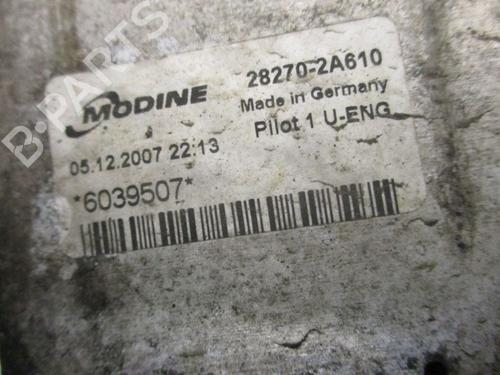 MODINE
28270-2A610
Made in Germany
Pilot 1 U-ENG
05.12.2007 22:13
*6039507*
B-PARTS